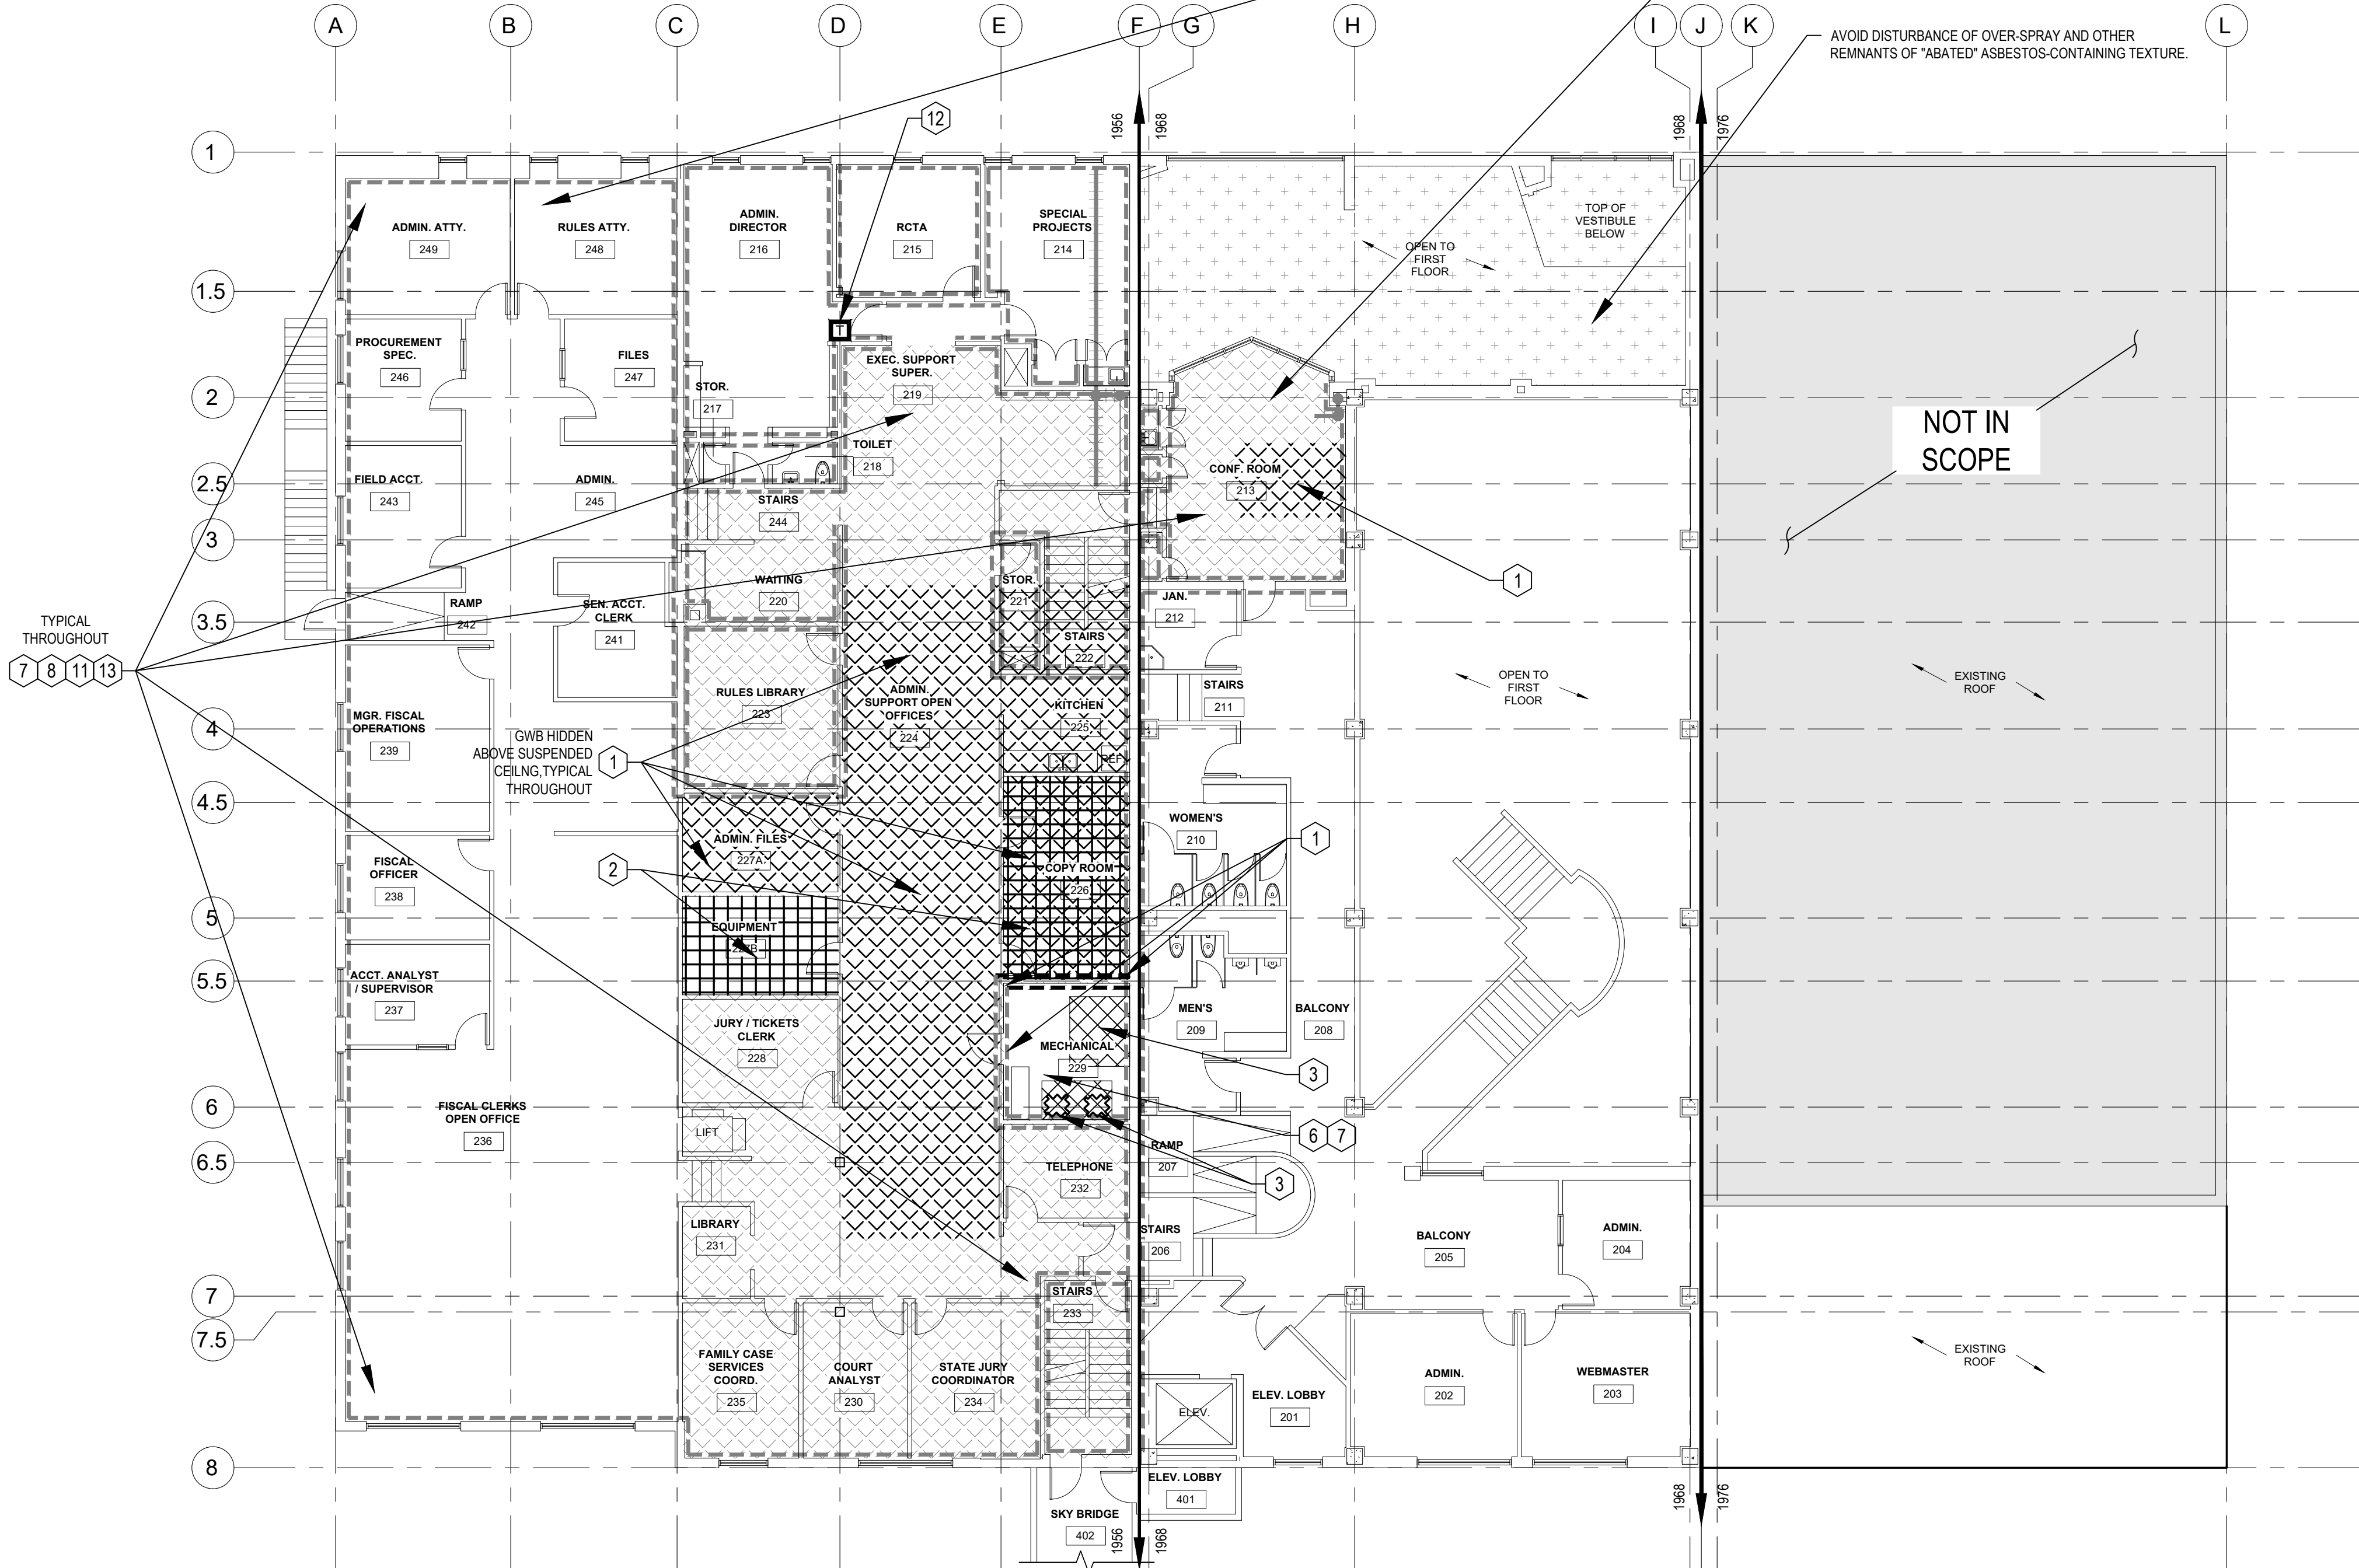 A
B
C
D
E
F
G
H
I
J
K
L
AVOID DISTURBANCE OF OVER-SPRAY AND OTHER
REMNANTS OF "ABATED" ASBESTOS-CONTAINING TEXTURE.
12
1956
1968
1968
1976
1
ADMIN. ATTY.
249
RULES ATTY.
248
ADMIN.
DIRECTOR
216
RCTA
215
SPECIAL
PROJECTS
214
TOP OF
VESTIBULE
BELOW
OPEN TO
FIRST
FLOOR
1.5
T
PROCUREMENT
SPEC.
246
FILES
247
STOR.
217
EXEC. SUPPORT
SUPER.
219
2
NOT IN
SCOPE
TOILET
218
2.5
FIELD ACCT.
243
ADMIN.
245
STAIRS
244
CONF. ROOM
213
3
WAITING
220
STOR.
221
1
JAN.
212
3.5
RAMP
242
SEN. ACCT.
CLERK
241
STAIRS
222
TYPICAL
THROUGHOUT
7
8
11
13
RULES LIBRARY
223
ADMIN.
SUPPORT OPEN
OFFICES
224
KITCHEN
225
REF.
STAIRS
211
OPEN TO
FIRST
FLOOR
EXISTING
ROOF
4
MGR. FISCAL
OPERATIONS
239
GWB HIDDEN
ABOVE SUSPENDED
CEILNG,TYPICAL
THROUGHOUT
1
4.5
WOMEN'S
210
1
ADMIN. FILES
227A
2
COPY ROOM
226
FISCAL
OFFICER
238
5
EQUIPMENT
227B
5.5
ACCT. ANALYST
/ SUPERVISOR
237
JURY / TICKETS
CLERK
228
MECHANICAL
229
MEN'S
209
BALCONY
208
3
6
FISCAL CLERKS
OPEN OFFICE
236
LIFT
6
7
RAMP
207
6.5
TELEPHONE
232
3
LIBRARY
231
STAIRS
206
BALCONY
205
ADMIN.
204
7
7.5
STAIRS
233
FAMILY CASE
SERVICES
COORD.
235
COURT
ANALYST
230
STATE JURY
COORDINATOR
234
ELEV.
ELEV. LOBBY
201
ADMIN.
202
WEBMASTER
203
EXISTING
ROOF
8
ELEV. LOBBY
401
SKY BRIDGE
402
1956
1968
1968
1976